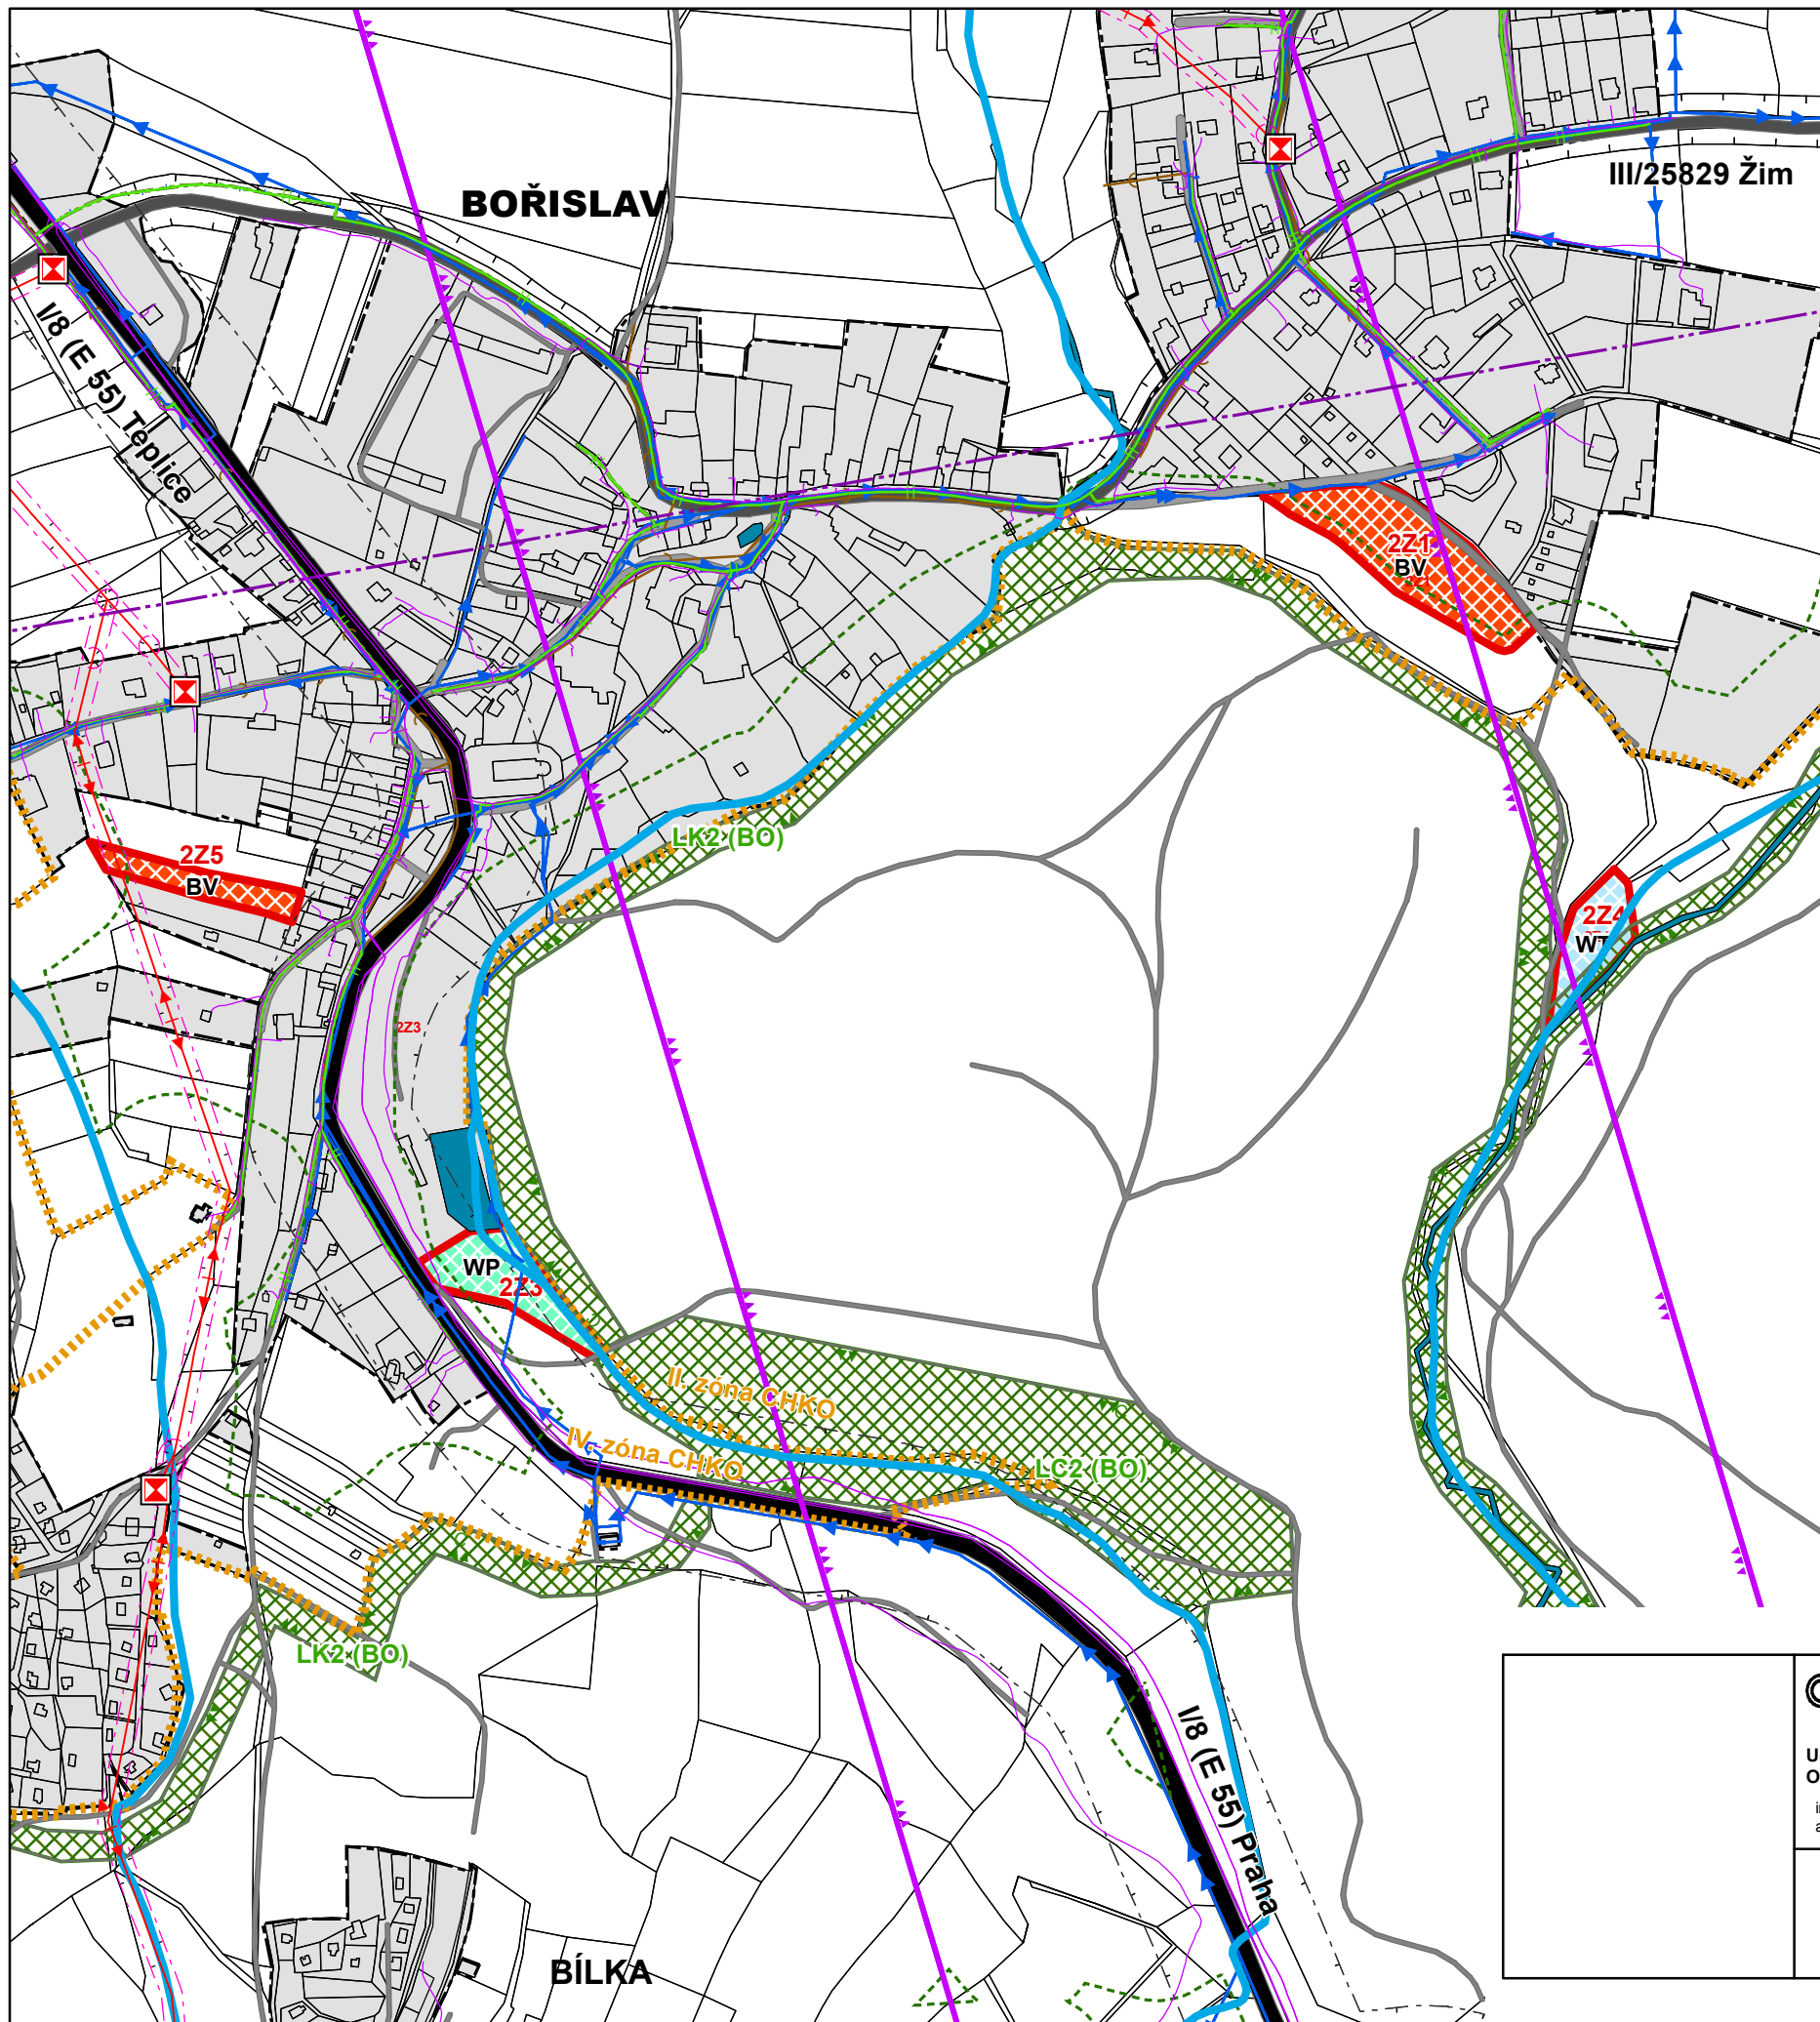 BOŘISLAV
III/25829 Žim
I/8 (E 55) Teplice
2Z1
BV
LK2 (BO)
2Z5
BV
2Z4
WT
2Z3
WP
2Z3
II. zóna CHKO
IV. zóna CHKO
LC2 (BO)
LK2 (BO)
I/8 (E 55) Praha
BÍLKA